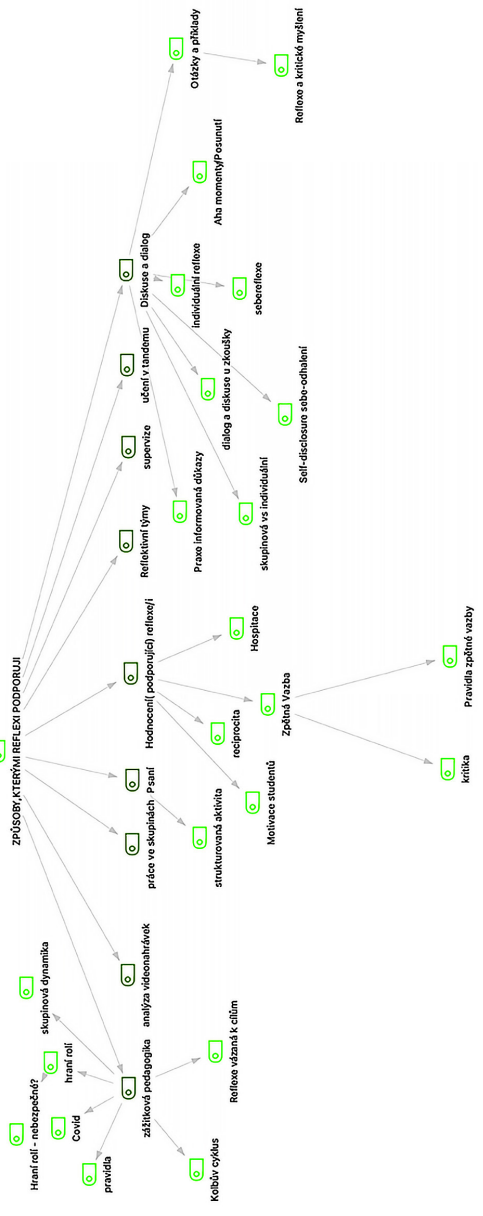 ZPŮSOBY,KTERÝMI REFLEXI PODPORUJI
zážitková pedagogika
analýza videonahrávek
práce ve skupinách
Psaní
Hodnocení( podporující) reflexe/i
Reflektivní týmy
supervize
učení v tandemu
Diskuse a dialog
Hraní rolí - nebezpečné?
skupinová dynamika
hraní rolí
Covid
pravidla
Kolbův cyklus
Reflexe vázaná k cílům
strukturovaná aktivita
Motivace studentů
reciprocita
Zpětná Vazba
Hospitace
kritika
Pravidla zpětné vazby
Praxe informovaná důkazy
skupinová vs individuální
dialog a diskuse u zkoušky
Self-disclosure sebe-odhalení
individuální reflexe
sebereflexe
Aha momenty/Posunutí
Otázky a příklady
Reflexe a kritické myšlení